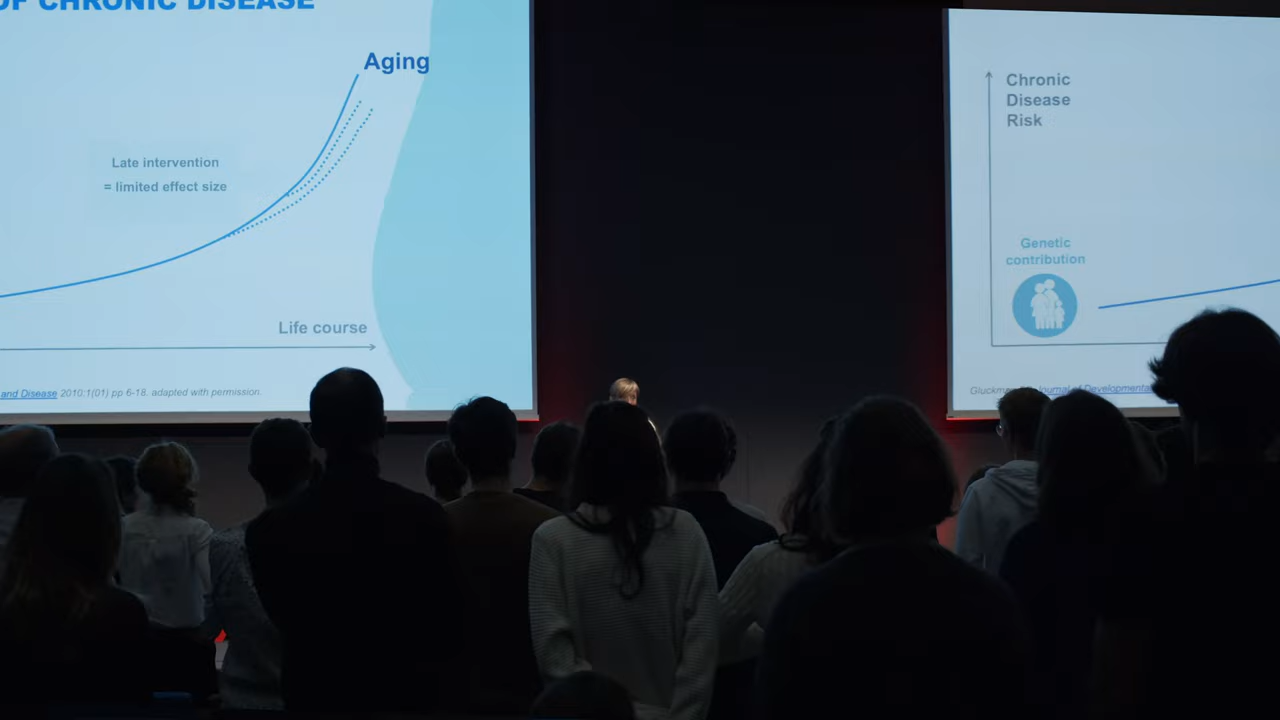 OF CHRONIC DISEASE
Aging
Late intervention
= limited effect size
Life course
and Disease 2010:1(01) pp 6-18. adapted with permission.
Chronic
Disease
Risk
Genetic
contribution
Gluckman Journal of Developmental